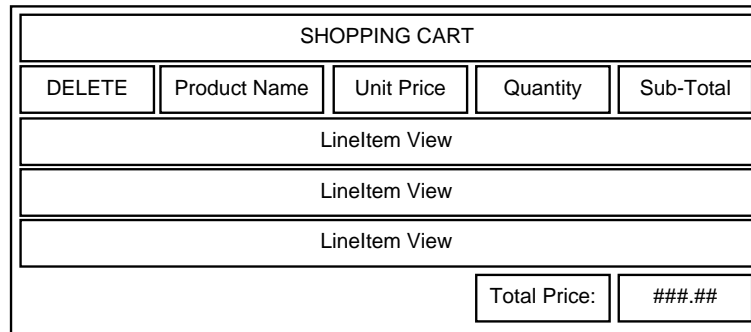 SHOPPING CART
DELETE Product Name Unit Price Quantity Sub-Total
LineItem View
LineItem View
LineItem View
Total Price: ###.##